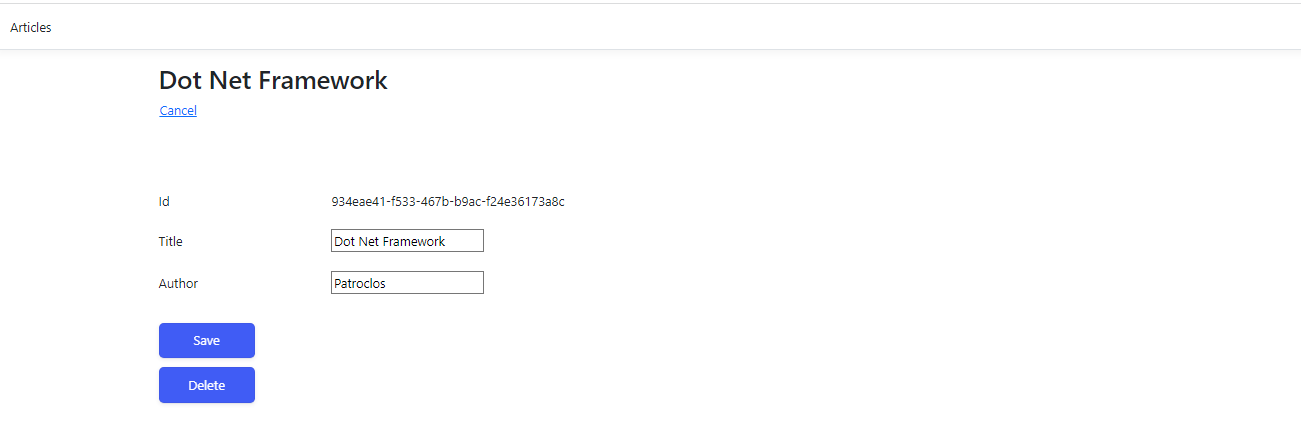 Articles
Dot Net Framework
Cancel
Id 934eae41-f533-467b-b9ac-f24e36173a8c
Title Dot Net Framework
Author Patroclos
Save
Delete